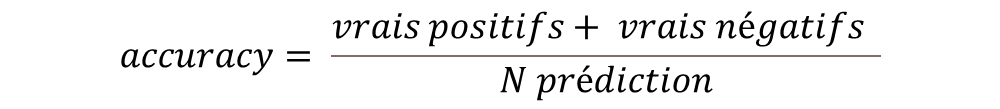 accuracy = vrais positifs + vrais négatifs / N prédiction